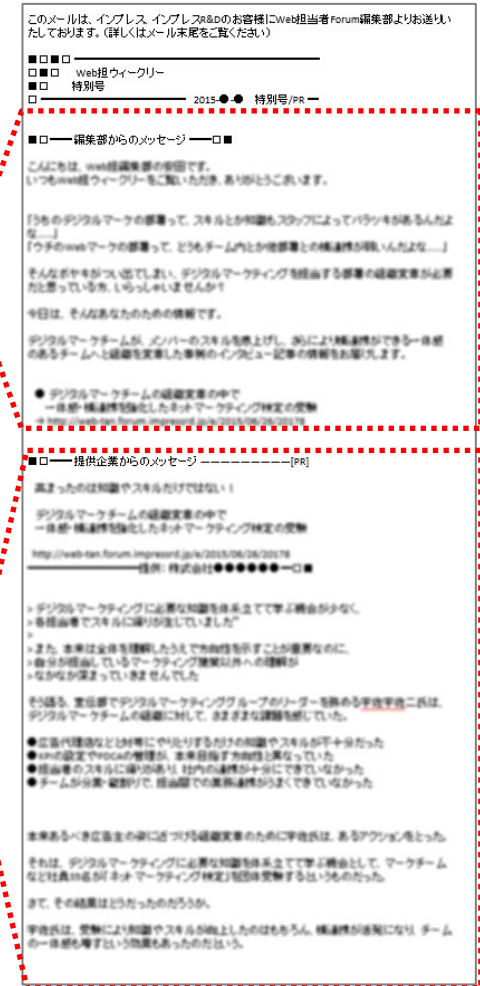 このメールは、インプレス、インプレスR&Dのお客様にWeb担当者Forum編集部よりお送りい
たしております。(詳しくはメール末尾をご覧ください)
■□■□ ━━━━━━━━━━━━
□■□ Web担ウィークリー
■□ 特別号
□ ━━━━━━━━━━ 2015-●-● 特別号/PR ━
■□━━編集部からのメッセージ━━□■
こんにちは、Web担編集部の安田です。
いつもWeb担ウィークリーをご覧いただき、ありがとうございます。
「うちのデジタルマーケの部署って、スキルとか知識もスタッフによってバラツキがあるんだよ
な……」
「ウチのWebマーケの部署って、どうもチーム内とか他部署との横連携が弱いんだよな……」
そんなボヤキがつい出てしまい、デジタルマーケティングを担当する部署の組織変革が必要
だと思っている方、いらっしゃいませんか?
今日は、そんなあなたのための情報です。
デジタルマーケチームが、メンバーのスキルを底上げし、さらにより横連携ができる一体感
のあるチームへと組織を変革した事例のインタビュー記事の情報をお届けします。
● デジタルマーケチームの組織変革の中で
一体感・横連携を強化したネットマーケティング検定の受験
→http://web-tan.forum.impressrd.jp/e/2015/06/26/20178
■□━━提供企業からのメッセージ ―――――――――[PR]
高まったのは知識やスキルだけではない!
デジタルマーケチームの組織変革の中で
一体感・横連携を強化したネットマーケティング検定の受験
http://web-tan.forum.impressrd.jp/e/2015/06/26/20178
━━━━━━━━━提供:株式会社●●●●●●━□■
>デジタルマーケティングに必要な知識を体系立てて学ぶ機会が少なく、
>各担当者でスキルに偏りが生じていました"
>
>また、本来は全体を理解したうえで方向性を示すことが重要なのに、
>自分が担当しているマーケティング施策以外への理解が
>なかなか深まっていきませんでした
そう語る、宣伝部でデジタルマーケティンググループのリーダーを務める宇佐宇佐二氏は、
デジタルマーケチームの組織に対して、さまざまな課題を感じていた。
●広告代理店などと対等にやりとりするだけの知識やスキルが不十分だった
●KPIの設定やPDCAの管理が、本来目指す方向性と異なっていた
●担当者のスキルに偏りがあり、社内の連携が十分にできていなかった
●チームが分業・縦割りで、担当間での業務連携がうまくできていなかった
本来あるべき広告主の姿に近づける組織変革のために宇佐氏は、あるアクションをとった。
それは、デジタルマーケティングに必要な知識を体系立てて学ぶ機会として、マーケチーム
など社員39名が「ネットマーケティング検定」を団体受験するというものだった。
さて、その結果はどうだったのだろうか。
宇佐氏は、受験により知識やスキルが向上したのはもちろん、横連携が活発になり、チーム
の一体感も増すという効果もあったのだという。